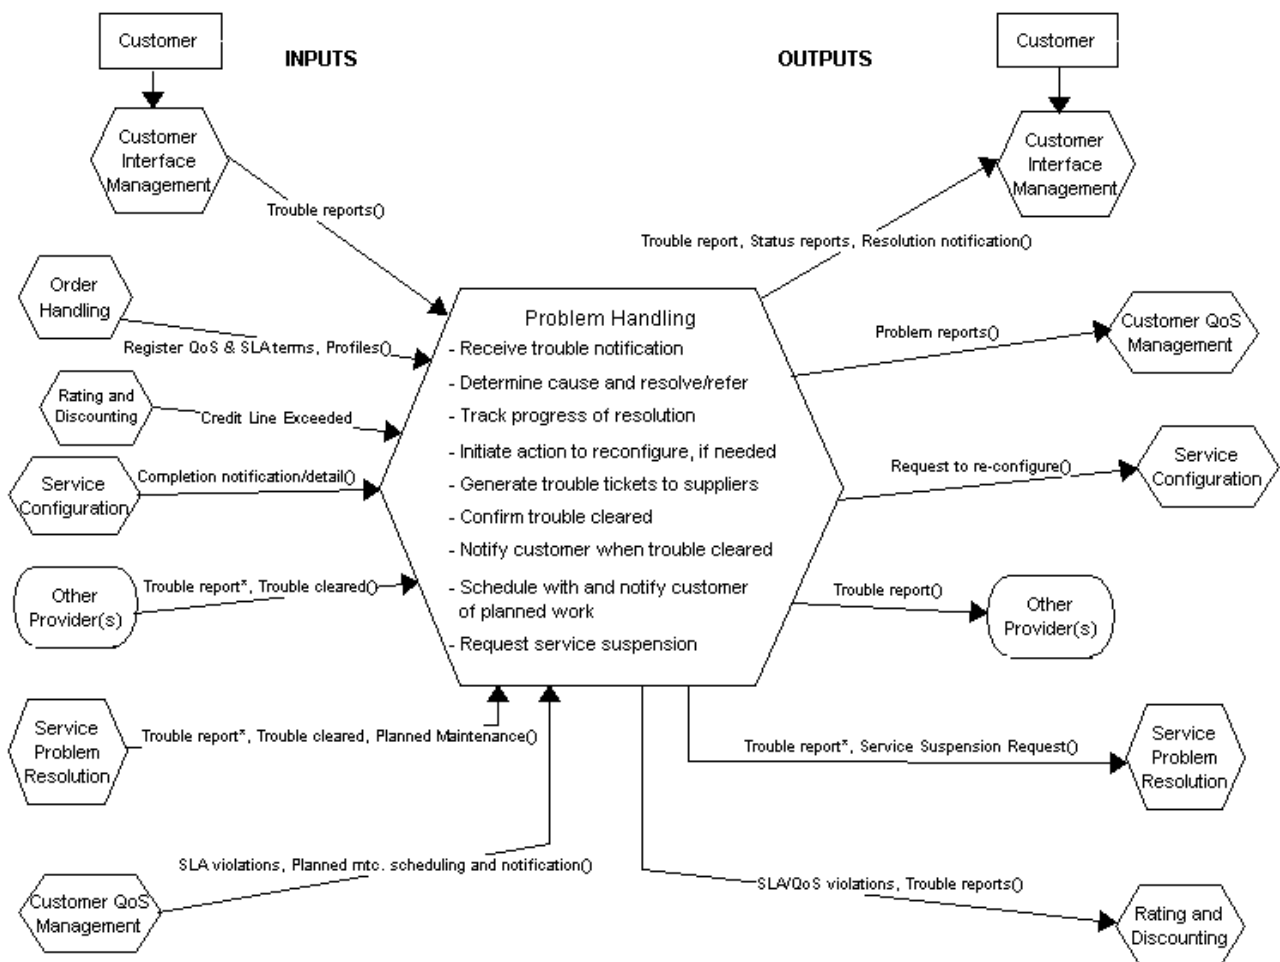 Customer
INPUTS
OUTPUTS
Customer
Customer
Interface
Management
Customer
Interface
Management
Trouble reports()
Trouble report, Status reports, Resolution notification()
Order
Handling
Register QoS & SLA terms, Profiles()
Rating and
Discounting
Credit Line Exceeded
Service
Configuration
Completion notification/detail()
Other
Provider(s)
Trouble report*, Trouble cleared()
Service
Problem
Resolution
Trouble report*, Trouble cleared, Planned Maintenance()
Customer QoS
Management
SLA violations, Planned mtc. scheduling and notification()
Problem Handling
- Receive trouble notification
- Determine cause and resolve/refer
- Track progress of resolution
- Initiate action to reconfigure, if needed
- Generate trouble tickets to suppliers
- Confirm trouble cleared
- Notify customer when trouble cleared
- Schedule with and notify customer
of planned work
- Request service suspension
Problem reports()
Customer QoS
Management
Request to re-configure()
Service
Configuration
Trouble report()
Other
Provider(s)
Trouble report*, Service Suspension Request()
Service
Problem
Resolution
SLA/QoS violations, Trouble reports()
Rating and
Discounting